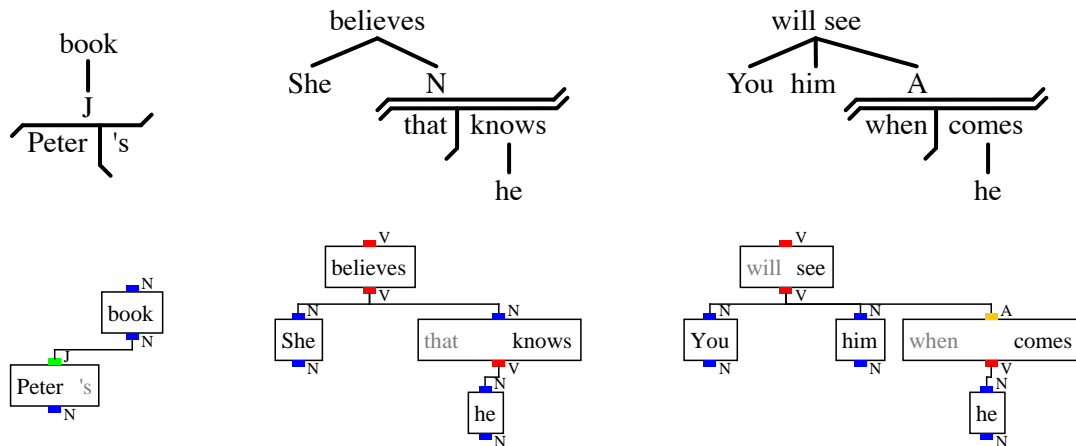 book
J
Peter 's
believes
She N
that knows
he
will see
You him A
when comes
he
N
book
N
J
Peter 's
N
V
believes
V
N N
She that knows
N V
N
he
N
V
will see
V
N N A
You him when comes
N N V
N
he
N